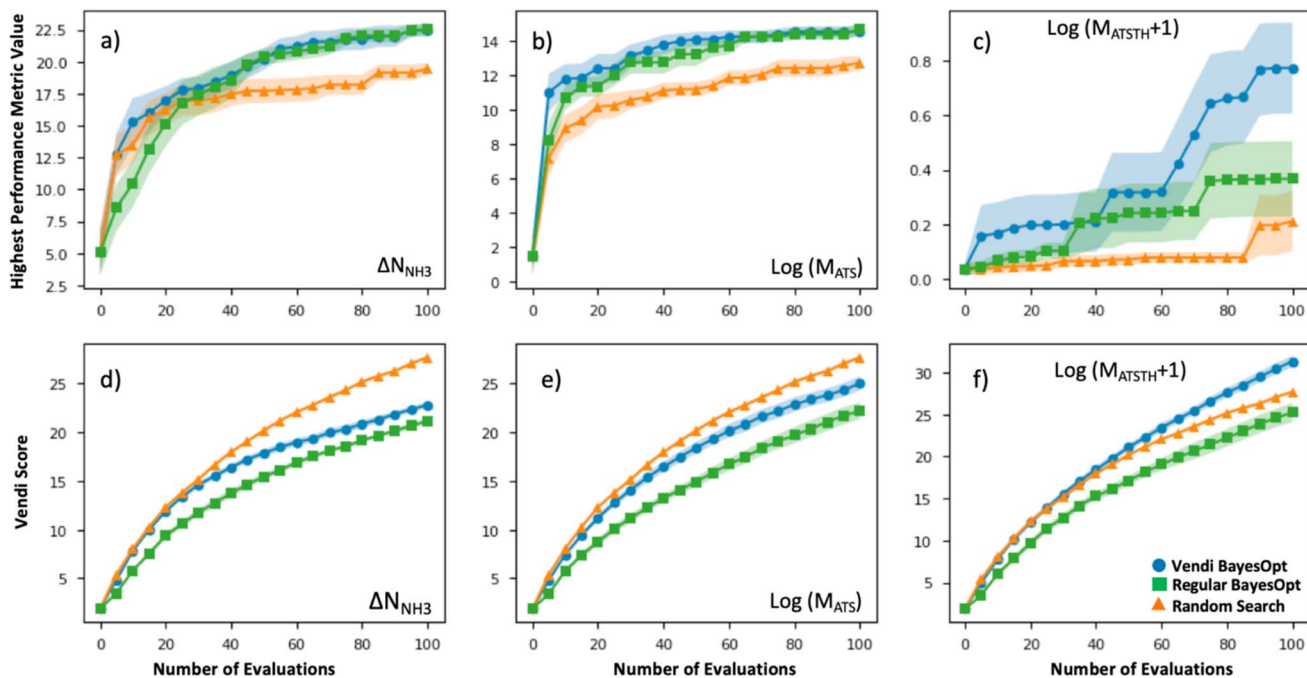 Highest Performance Metric Value
22.5
20.0
17.5
15.0
12.5
10.0
7.5
5.0
2.5
a)
ΔN_NH3
0 20 40 60 80 100
14
12
10
8
6
4
2
0
b)
Log (M_ATS)
0 20 40 60 80 100
0.8
0.6
0.4
0.2
0.0
c)
Log (M_ATSTH+1)
0 20 40 60 80 100
Vendi Score
25
20
15
10
5
d)
ΔN_NH3
0 20 40 60 80 100
Number of Evaluations
25
20
15
10
5
e)
Log (M_ATS)
0 20 40 60 80 100
Number of Evaluations
30
25
20
15
10
5
f)
Log (M_ATSTH+1)
Vendi BayesOpt
Regular BayesOpt
Random Search
0 20 40 60 80 100
Number of Evaluations